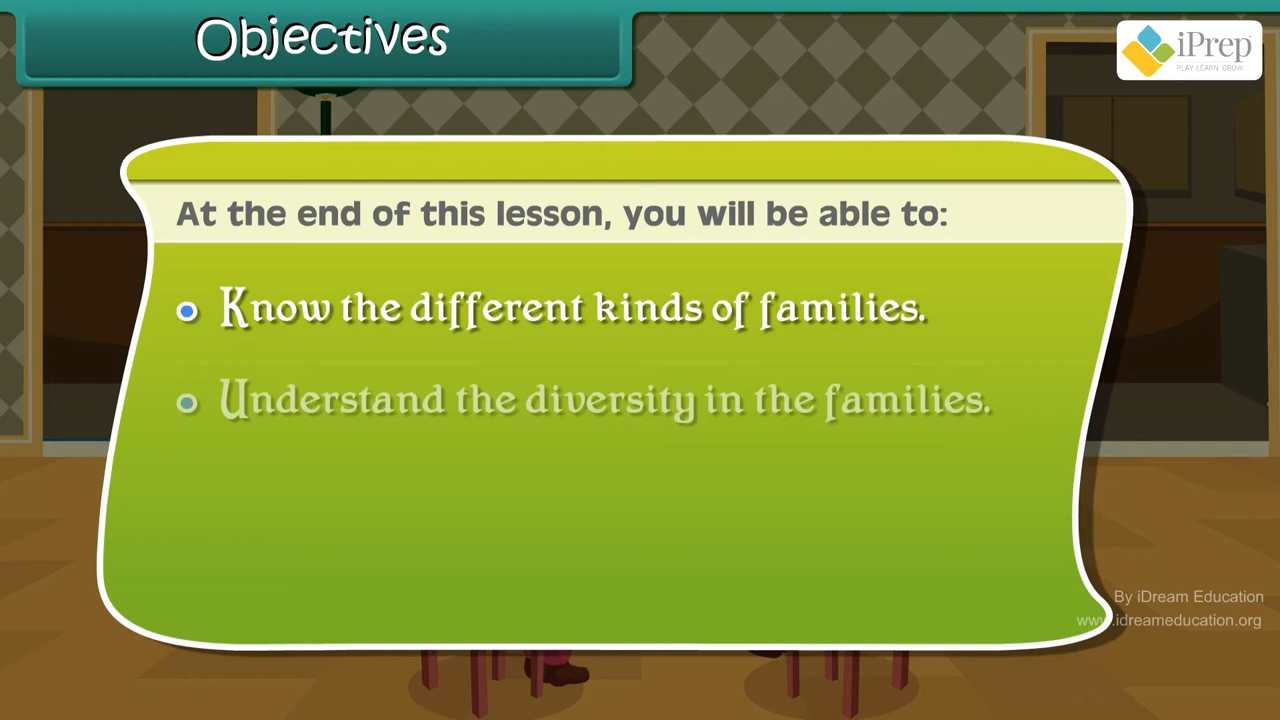 Objectives
iPrep
PLAY. LEARN. GROW.
At the end of this lesson, you will be able to:
Know the different kinds of families.
Understand the diversity in the families.
By iDream Education
www.idreameducation.org